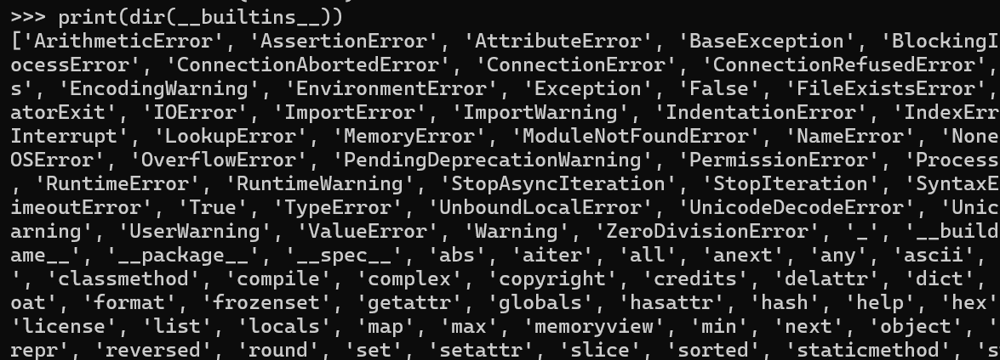 >>> print(dir(__builtins__))
['ArithmeticError', 'AssertionError', 'AttributeError', 'BaseException', 'BlockingI
ocessError', 'ConnectionAbortedError', 'ConnectionError', 'ConnectionRefusedError',
s', 'EncodingWarning', 'EnvironmentError', 'Exception', 'False', 'FileExistsError',
atorExit', 'IOError', 'ImportError', 'ImportWarning', 'IndentationError', 'IndexErr
Interrupt', 'LookupError', 'MemoryError', 'ModuleNotFoundError', 'NameError', 'None
OSError', 'OverflowError', 'PendingDeprecationWarning', 'PermissionError', 'Process
, 'RuntimeError', 'RuntimeWarning', 'StopAsyncIteration', 'StopIteration', 'SyntaxE
imeoutError', 'True', 'TypeError', 'UnboundLocalError', 'UnicodeDecodeError', 'Unic
arning', 'UserWarning', 'ValueError', 'Warning', 'ZeroDivisionError', '_', '__build
ame__', '__package__', '__spec__', 'abs', 'aiter', 'all', 'anext', 'any', 'ascii',
', 'classmethod', 'compile', 'complex', 'copyright', 'credits', 'delattr', 'dict',
oat', 'format', 'frozenset', 'getattr', 'globals', 'hasattr', 'hash', 'help', 'hex'
'license', 'list', 'locals', 'map', 'max', 'memoryview', 'min', 'next', 'object', '
repr', 'reversed', 'round', 'set', 'setattr', 'slice', 'sorted', 'staticmethod', 's